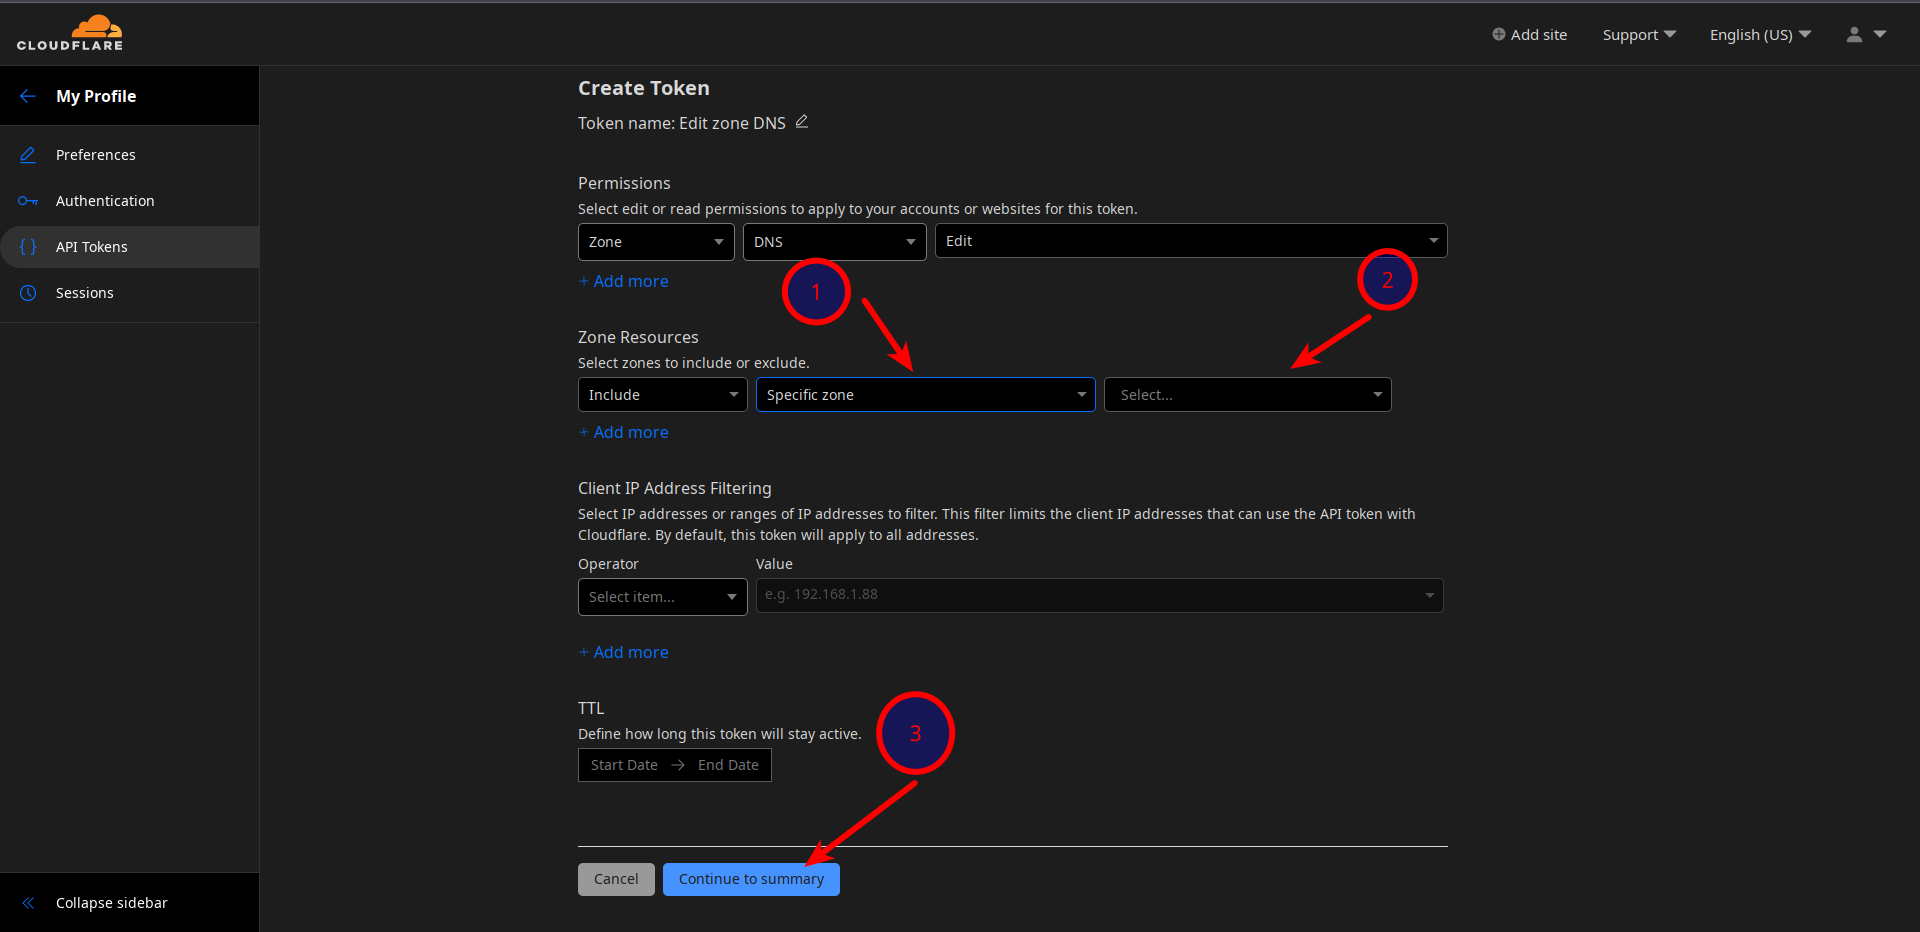 CLOUDFLARE
Add site
Support
English (US)
My Profile
Preferences
Authentication
API Tokens
Sessions
Collapse sidebar
Create Token
Token name: Edit zone DNS
Permissions
Select edit or read permissions to apply to your accounts or websites for this token.
Zone DNS Edit
+ Add more
1
2
Zone Resources
Select zones to include or exclude.
Include Specific zone Select...
+ Add more
Client IP Address Filtering
Select IP addresses or ranges of IP addresses to filter. This filter limits the client IP addresses that can use the API token with
Cloudflare. By default, this token will apply to all addresses.
Operator Value
Select item... e.g. 192.168.1.88
+ Add more
TTL
Define how long this token will stay active.
3
Start Date → End Date
Cancel Continue to summary